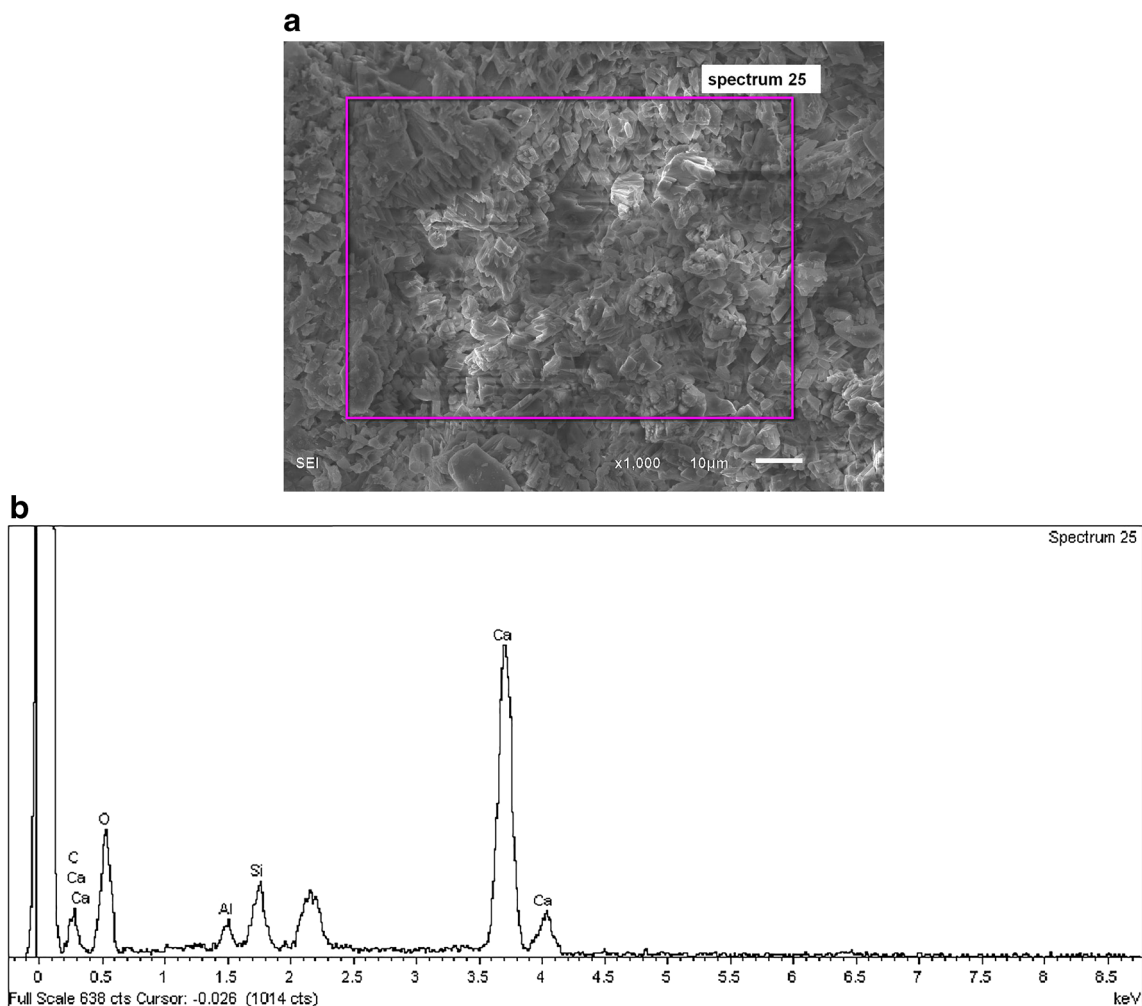 a
spectrum 25
SEI x1,000 10µm
b
Spectrum 25
Ca
O
C
Ca
Ca
Al
Si
Ca
0 0.5 1 1.5 2 2.5 3 3.5 4 4.5 5 5.5 6 6.5 7 7.5 8 8.5
Full Scale 638 cts Cursor: -0.026 (1014 cts) keV